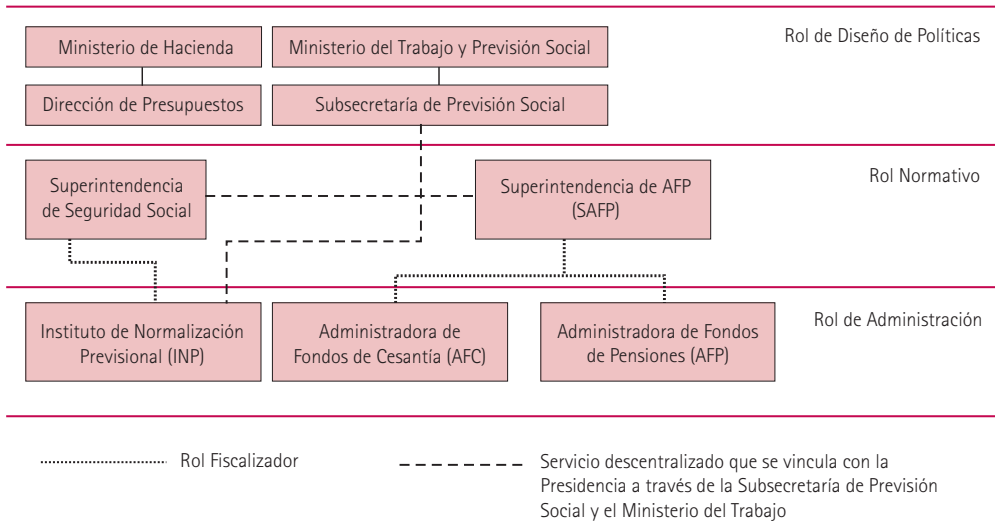 Ministerio de Hacienda
Ministerio del Trabajo y Previsión Social
Rol de Diseño de Políticas
Dirección de Presupuestos
Subsecretaría de Previsión Social
Superintendencia
de Seguridad Social
Superintendencia de AFP
(SAFP)
Rol Normativo
Instituto de Normalización
Previsional (INP)
Administradora de
Fondos de Cesantía (AFC)
Administradora de Fondos
de Pensiones (AFP)
Rol de Administración
Rol Fiscalizador
Servicio descentralizado que se vincula con la
Presidencia a través de la Subsecretaría de Previsión
Social y el Ministerio del Trabajo